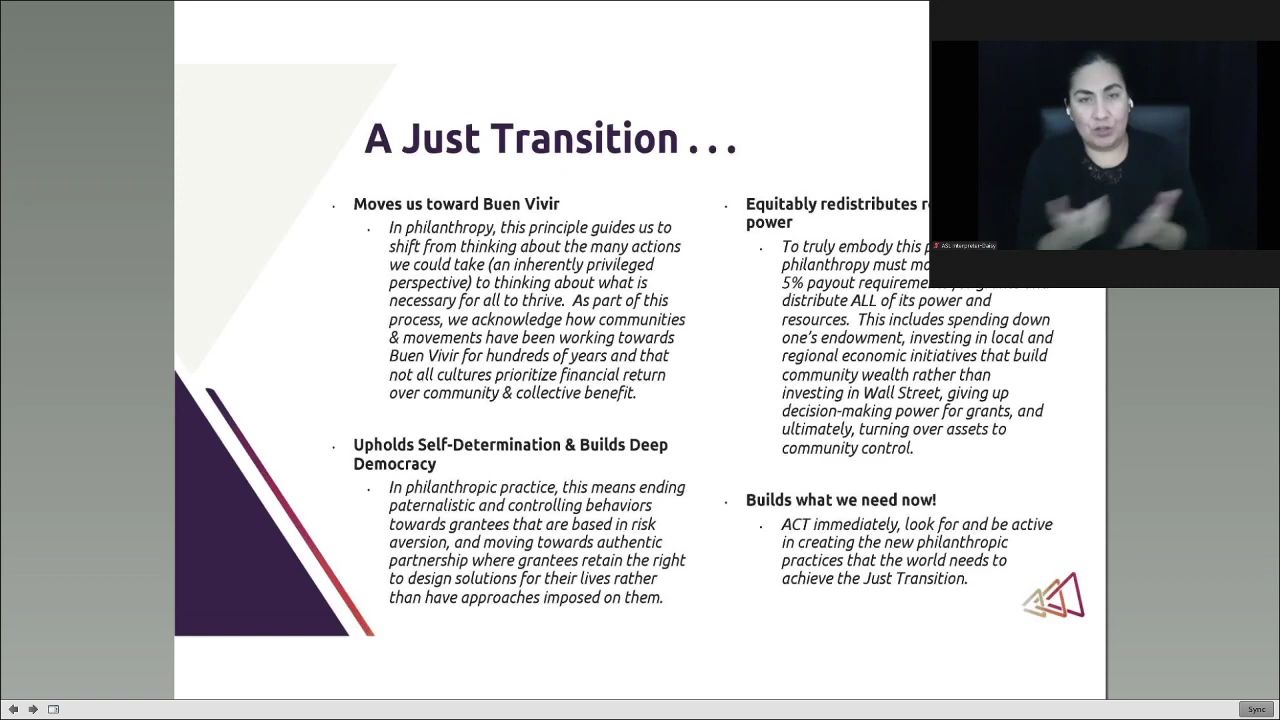 A Just Transition . . .
Moves us toward Buen Vivir
In philanthropy, this principle guides us to
shift from thinking about the many actions
we could take (an inherently privileged
perspective) to thinking about what is
necessary for all to thrive. As part of this
process, we acknowledge how communities
& movements have been working towards
Buen Vivir for hundreds of years and that
not all cultures prioritize financial return
over community & collective benefit.
Upholds Self-Determination & Builds Deep
Democracy
In philanthropic practice, this means ending
paternalistic and controlling behaviors
towards grantees that are based in risk
aversion, and moving towards authentic
partnership where grantees retain the right
to design solutions for their lives rather
than have approaches imposed on them.
Equitably redistributes
power
To truly embody this
philanthropy must
5% payout
distribute ALL of its power and
resources. This includes spending down
one's endowment, investing in local and
regional economic initiatives that build
community wealth rather than
investing in Wall Street, giving up
decision-making power for grants, and
ultimately, turning over assets to
community control.
Builds what we need now!
ACT immediately, look for and be active
in creating the new philanthropic
practices that the world needs to
achieve the Just Transition.
ASL Interpreter-Daisy
Sync